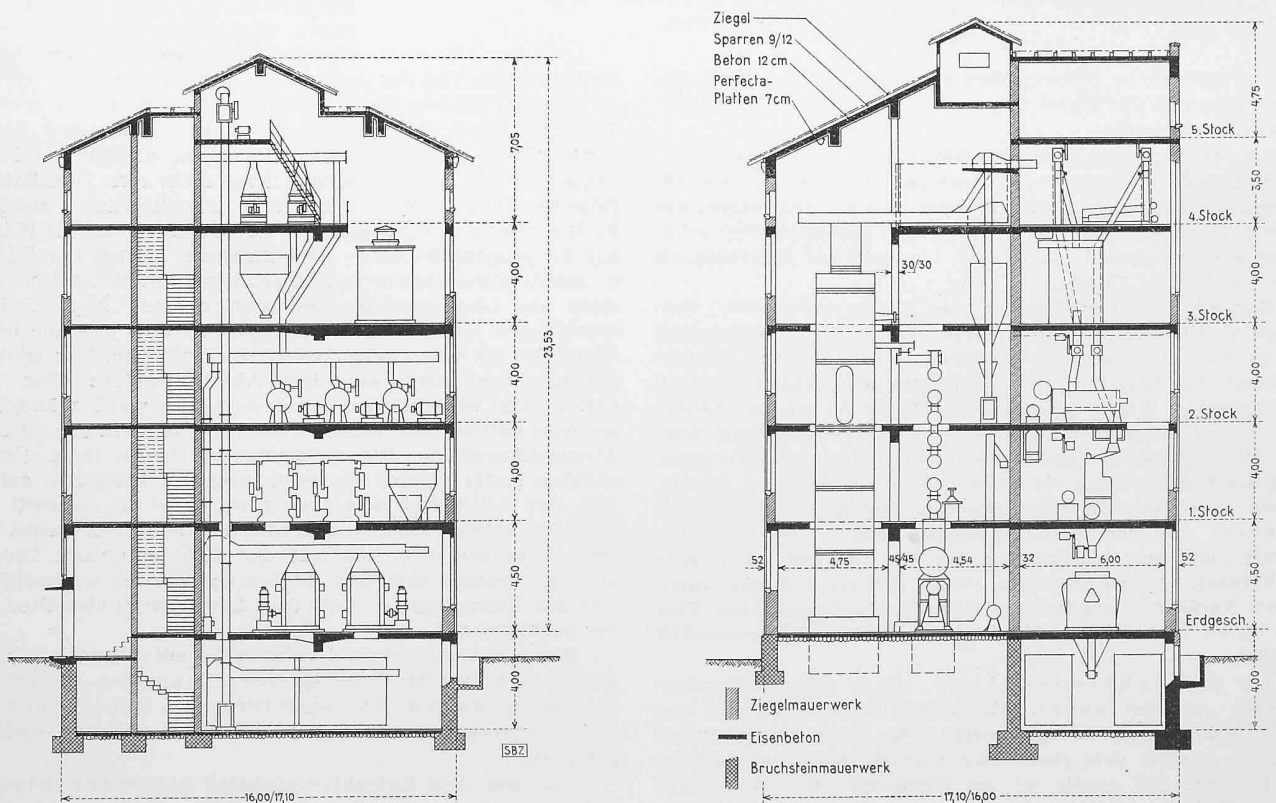 7,05
4,00
4,00
4,00
4,50
4,00
23,53
SBZ
16,00/17,10
Ziegel
Sparren 9/12
Beton 12 cm
Perfecta-
Platten 7 cm
30/30
52
4,75
45/45
4,54
32
6,00
52
5. Stock
4. Stock
3. Stock
2. Stock
1. Stock
Erdgesch.
4,75
3,50
4,00
4,00
4,00
4,50
4,00
Ziegelmauerwerk
Eisenbeton
Bruchsteinmauerwerk
17,10/16,00